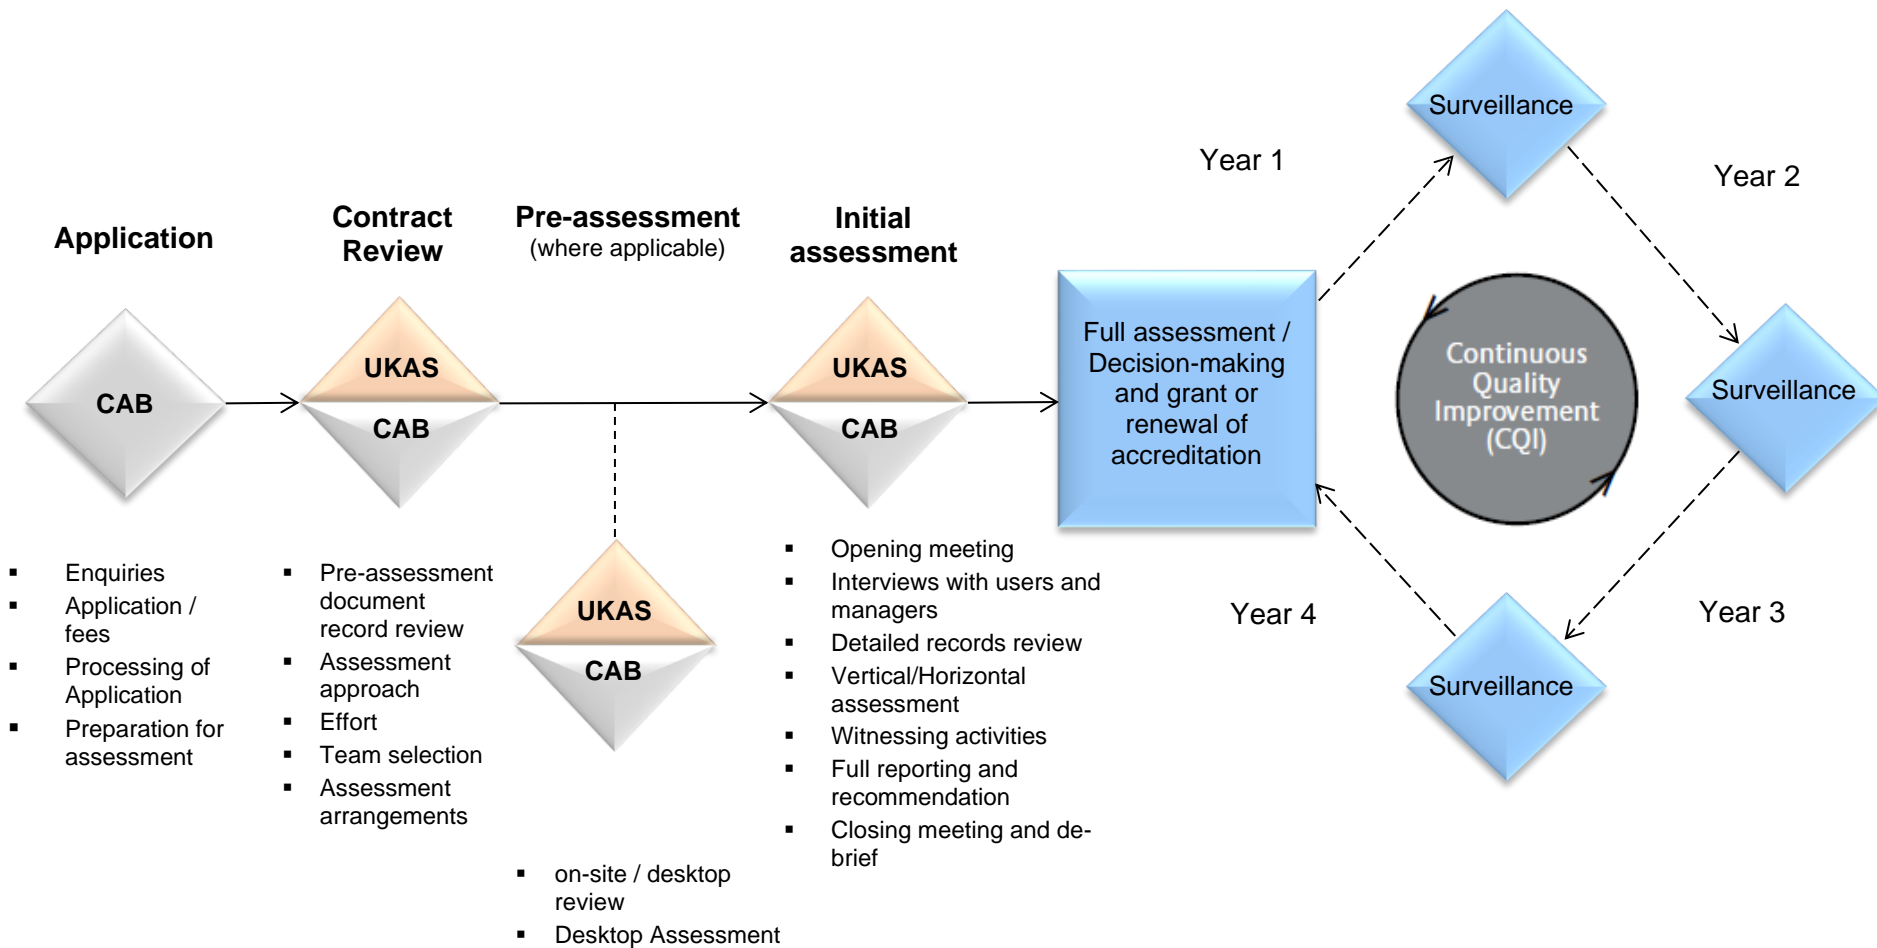 Application
CAB
▪ Enquiries
▪ Application /
fees
▪ Processing of
Application
▪ Preparation for
assessment
Contract
Review
UKAS
CAB
▪ Pre-assessment
document
record review
▪ Assessment
approach
▪ Effort
▪ Team selection
▪ Assessment
arrangements
Pre-assessment
(where applicable)
UKAS
CAB
▪ on-site / desktop
review
▪ Desktop Assessment
Initial
assessment
UKAS
CAB
▪ Opening meeting
▪ Interviews with users and
managers
▪ Detailed records review
▪ Vertical/Horizontal
assessment
▪ Witnessing activities
▪ Full reporting and
recommendation
▪ Closing meeting and de-
brief
Full assessment /
Decision-making
and grant or
renewal of
accreditation
Year 1
Surveillance
Year 2
Surveillance
Year 3
Surveillance
Year 4
Continuous
Quality
Improvement
(CQI)